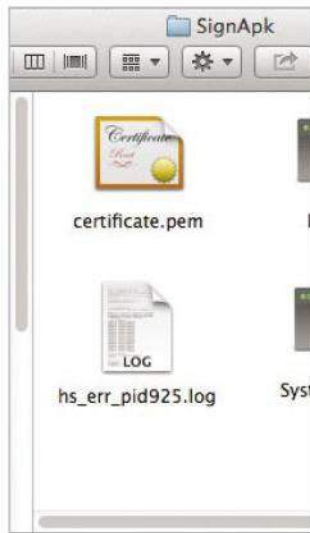 SignApk
Certificate
Root
certificate.pem
LOG
hs_err_pid925.log
Syst